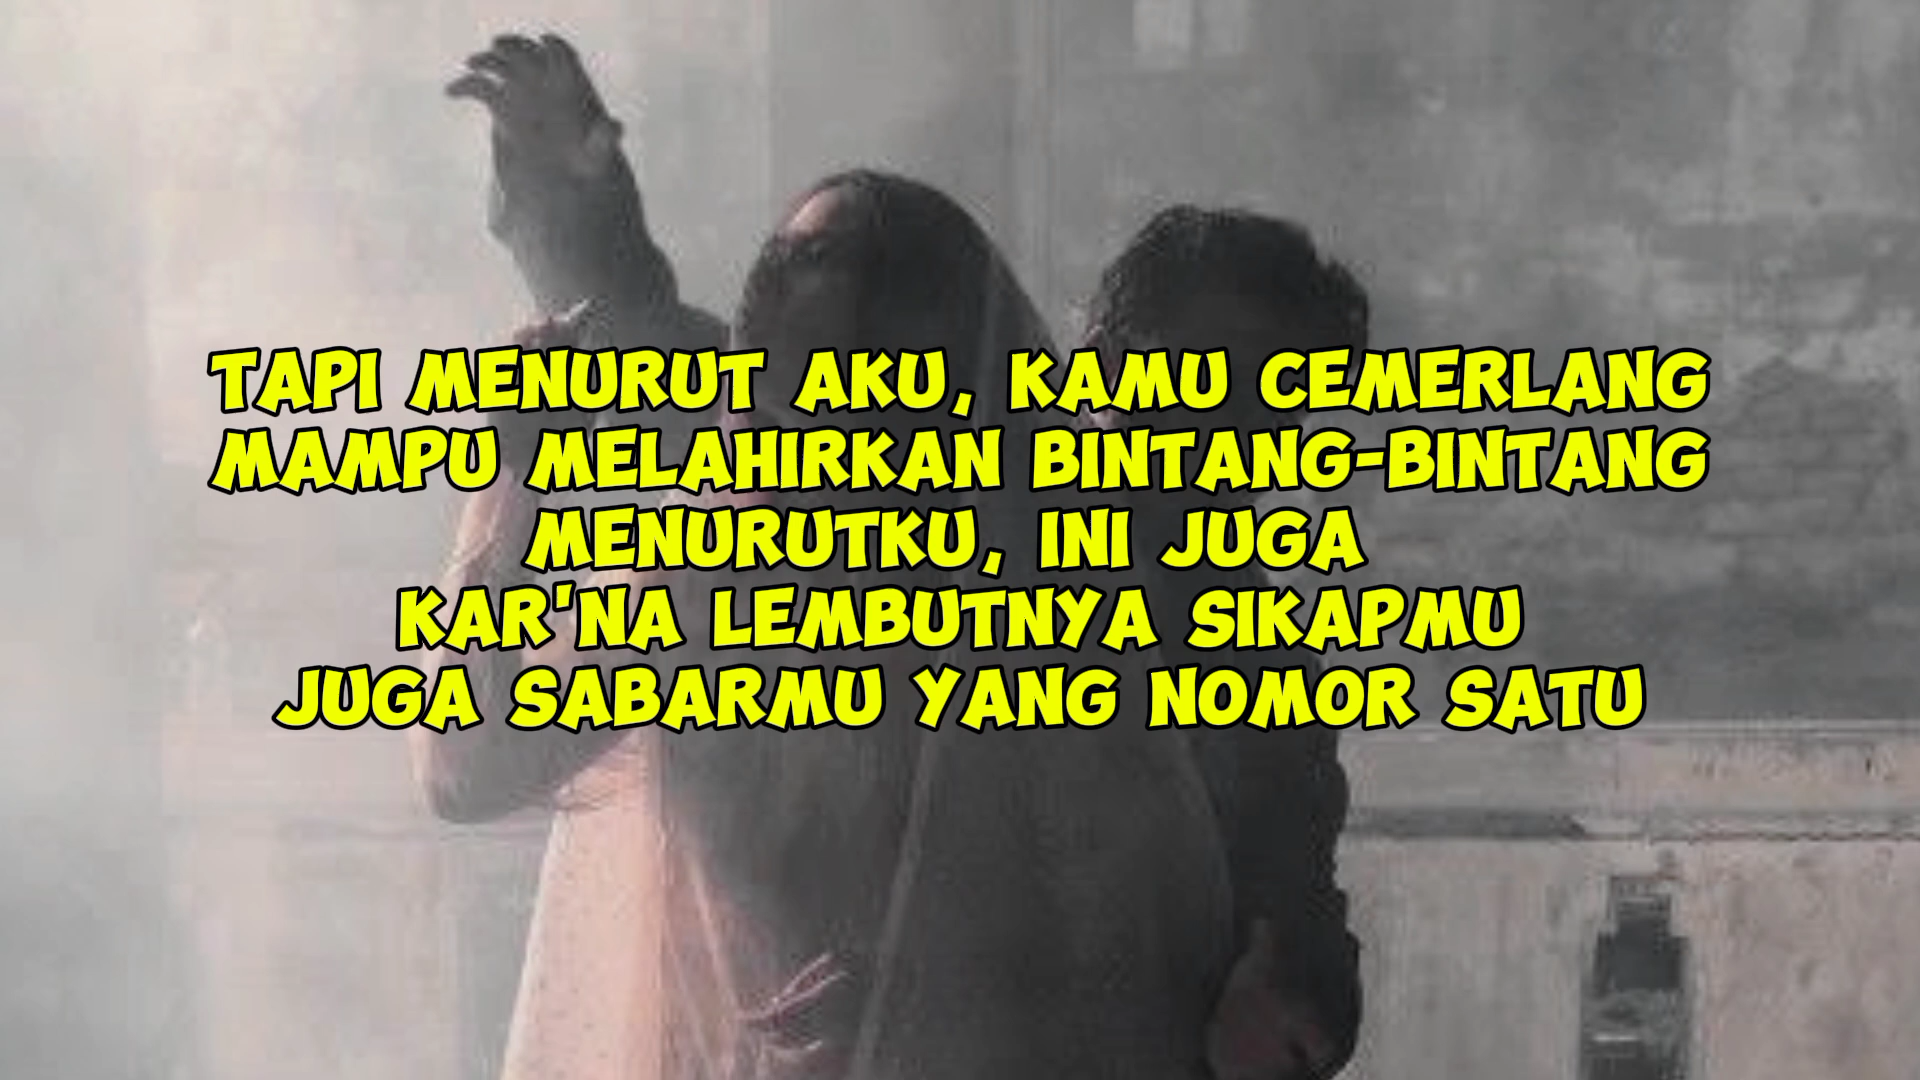 TAPI MENURUT AKU, KAMU CEMERLANG
MAMPU MELAHIRKAN BINTANG-BINTANG
MENURUTKU, INI JUGA
KAR'NA LEMBUTNYA SIKAPMU
JUGA SABARMU YANG NOMOR SATU